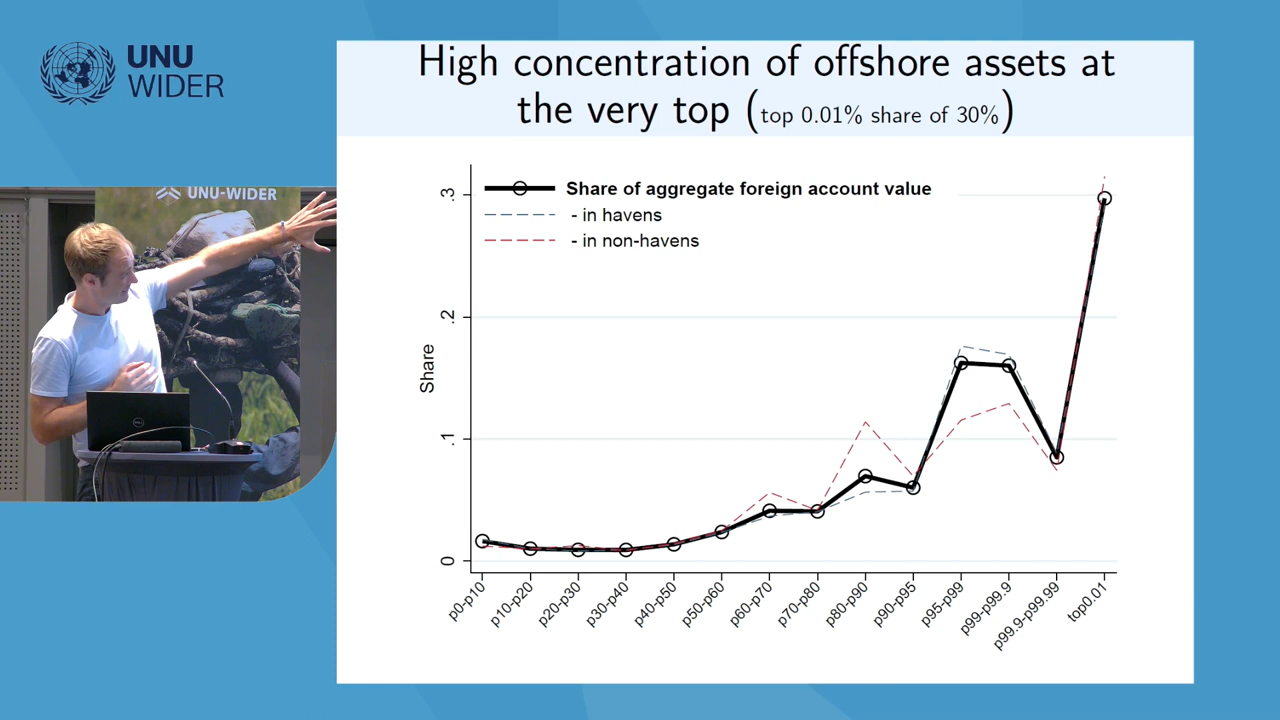 UNU
WIDER
UNU-WIDER
High concentration of offshore assets at
the very top (top 0.01% share of 30%)
Share of aggregate foreign account value
- in havens
- in non-havens
Share
.3
.2
.1
0
p0-p10
p10-p20
p20-p30
p30-p40
p40-p50
p50-p60
p60-p70
p70-p80
p80-p90
p90-p95
p95-p99
p99-p99.9
p99.9-p99.99
top0.01
DELL